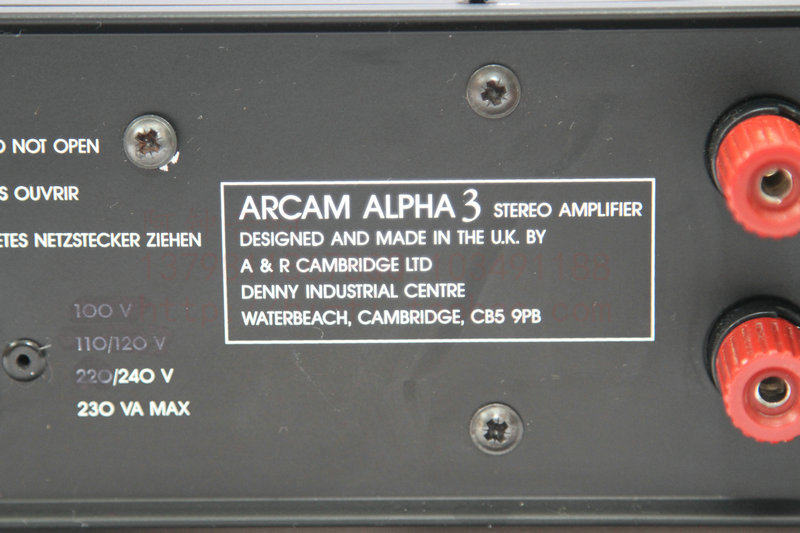 D NOT OPEN
S OUVRIR
ETES NETZSTECKER ZIEHEN
ARCAM ALPHA 3 STEREO AMPLIFIER
DESIGNED AND MADE IN THE U.K. BY
A & R CAMBRIDGE LTD
DENNY INDUSTRIAL CENTRE
WATERBEACH, CAMBRIDGE, CB5 9PB
100 V
110/120 V
220/240 V
230 VA MAX